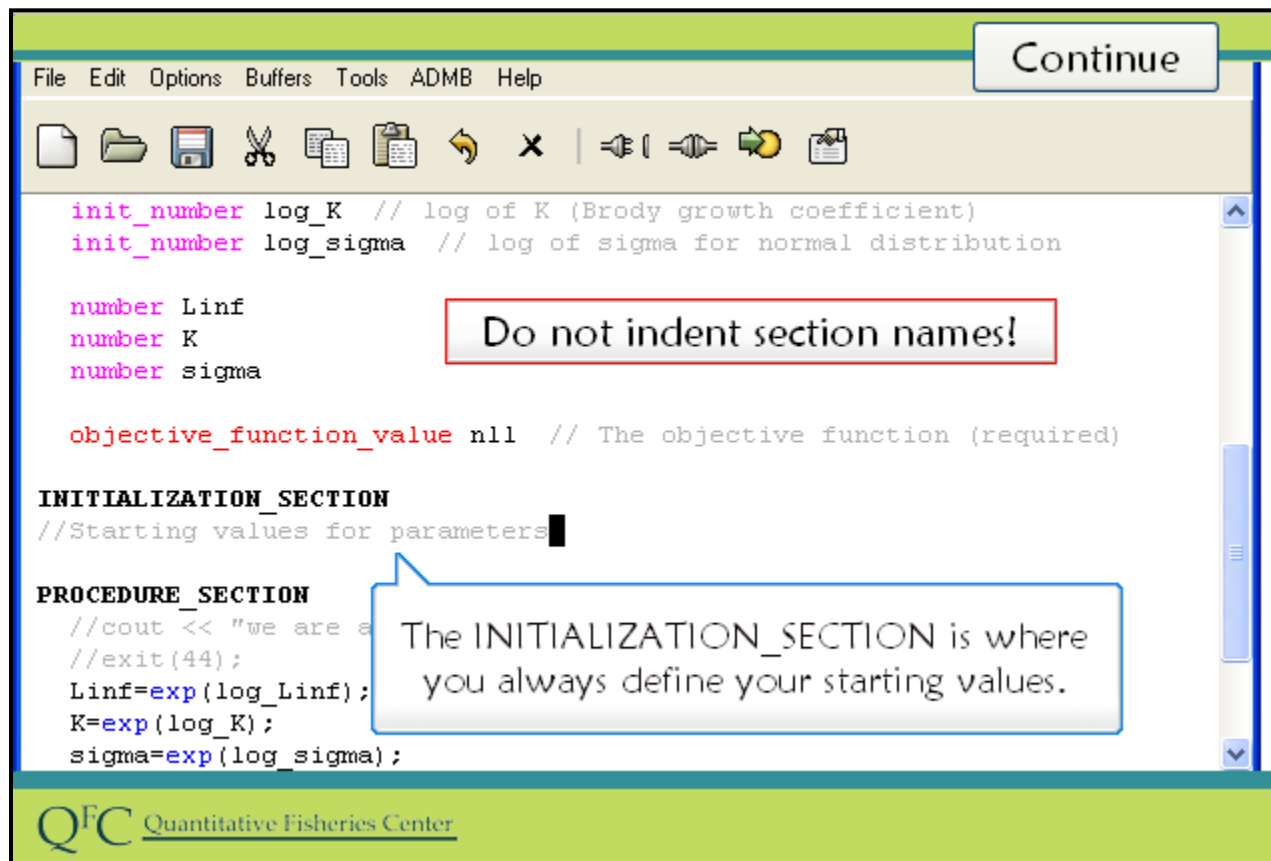 Continue
File Edit Options Buffers Tools ADMB Help
init_number log_K // log of K (Brody growth coefficient)
init_number log_sigma // log of sigma for normal distribution
number Linf
number K
number sigma
Do not indent section names!
objective_function_value nll // The objective function (required)
INITIALIZATION_SECTION
//Starting values for parameters
PROCEDURE_SECTION
//cout << "we are a
//exit(44);
Linf=exp(log_Linf);
K=exp(log_K);
sigma=exp(log_sigma);
The INITIALIZATION_SECTION is where
you always define your starting values.
QFC Quantitative Fisheries Center